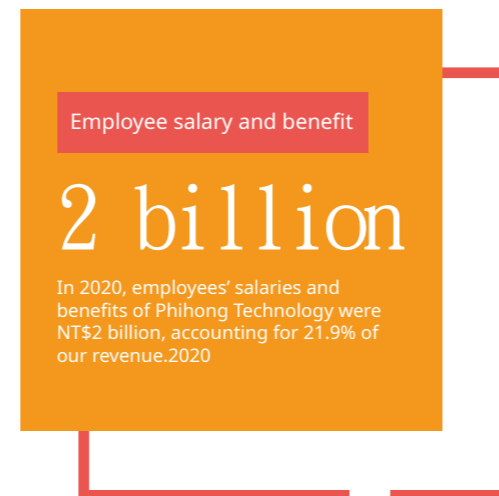 Employee salary and benefit
2 billion
In 2020, employees’ salaries and
benefits of Phihong Technology were
NT$2 billion, accounting for 21.9% of
our revenue.2020